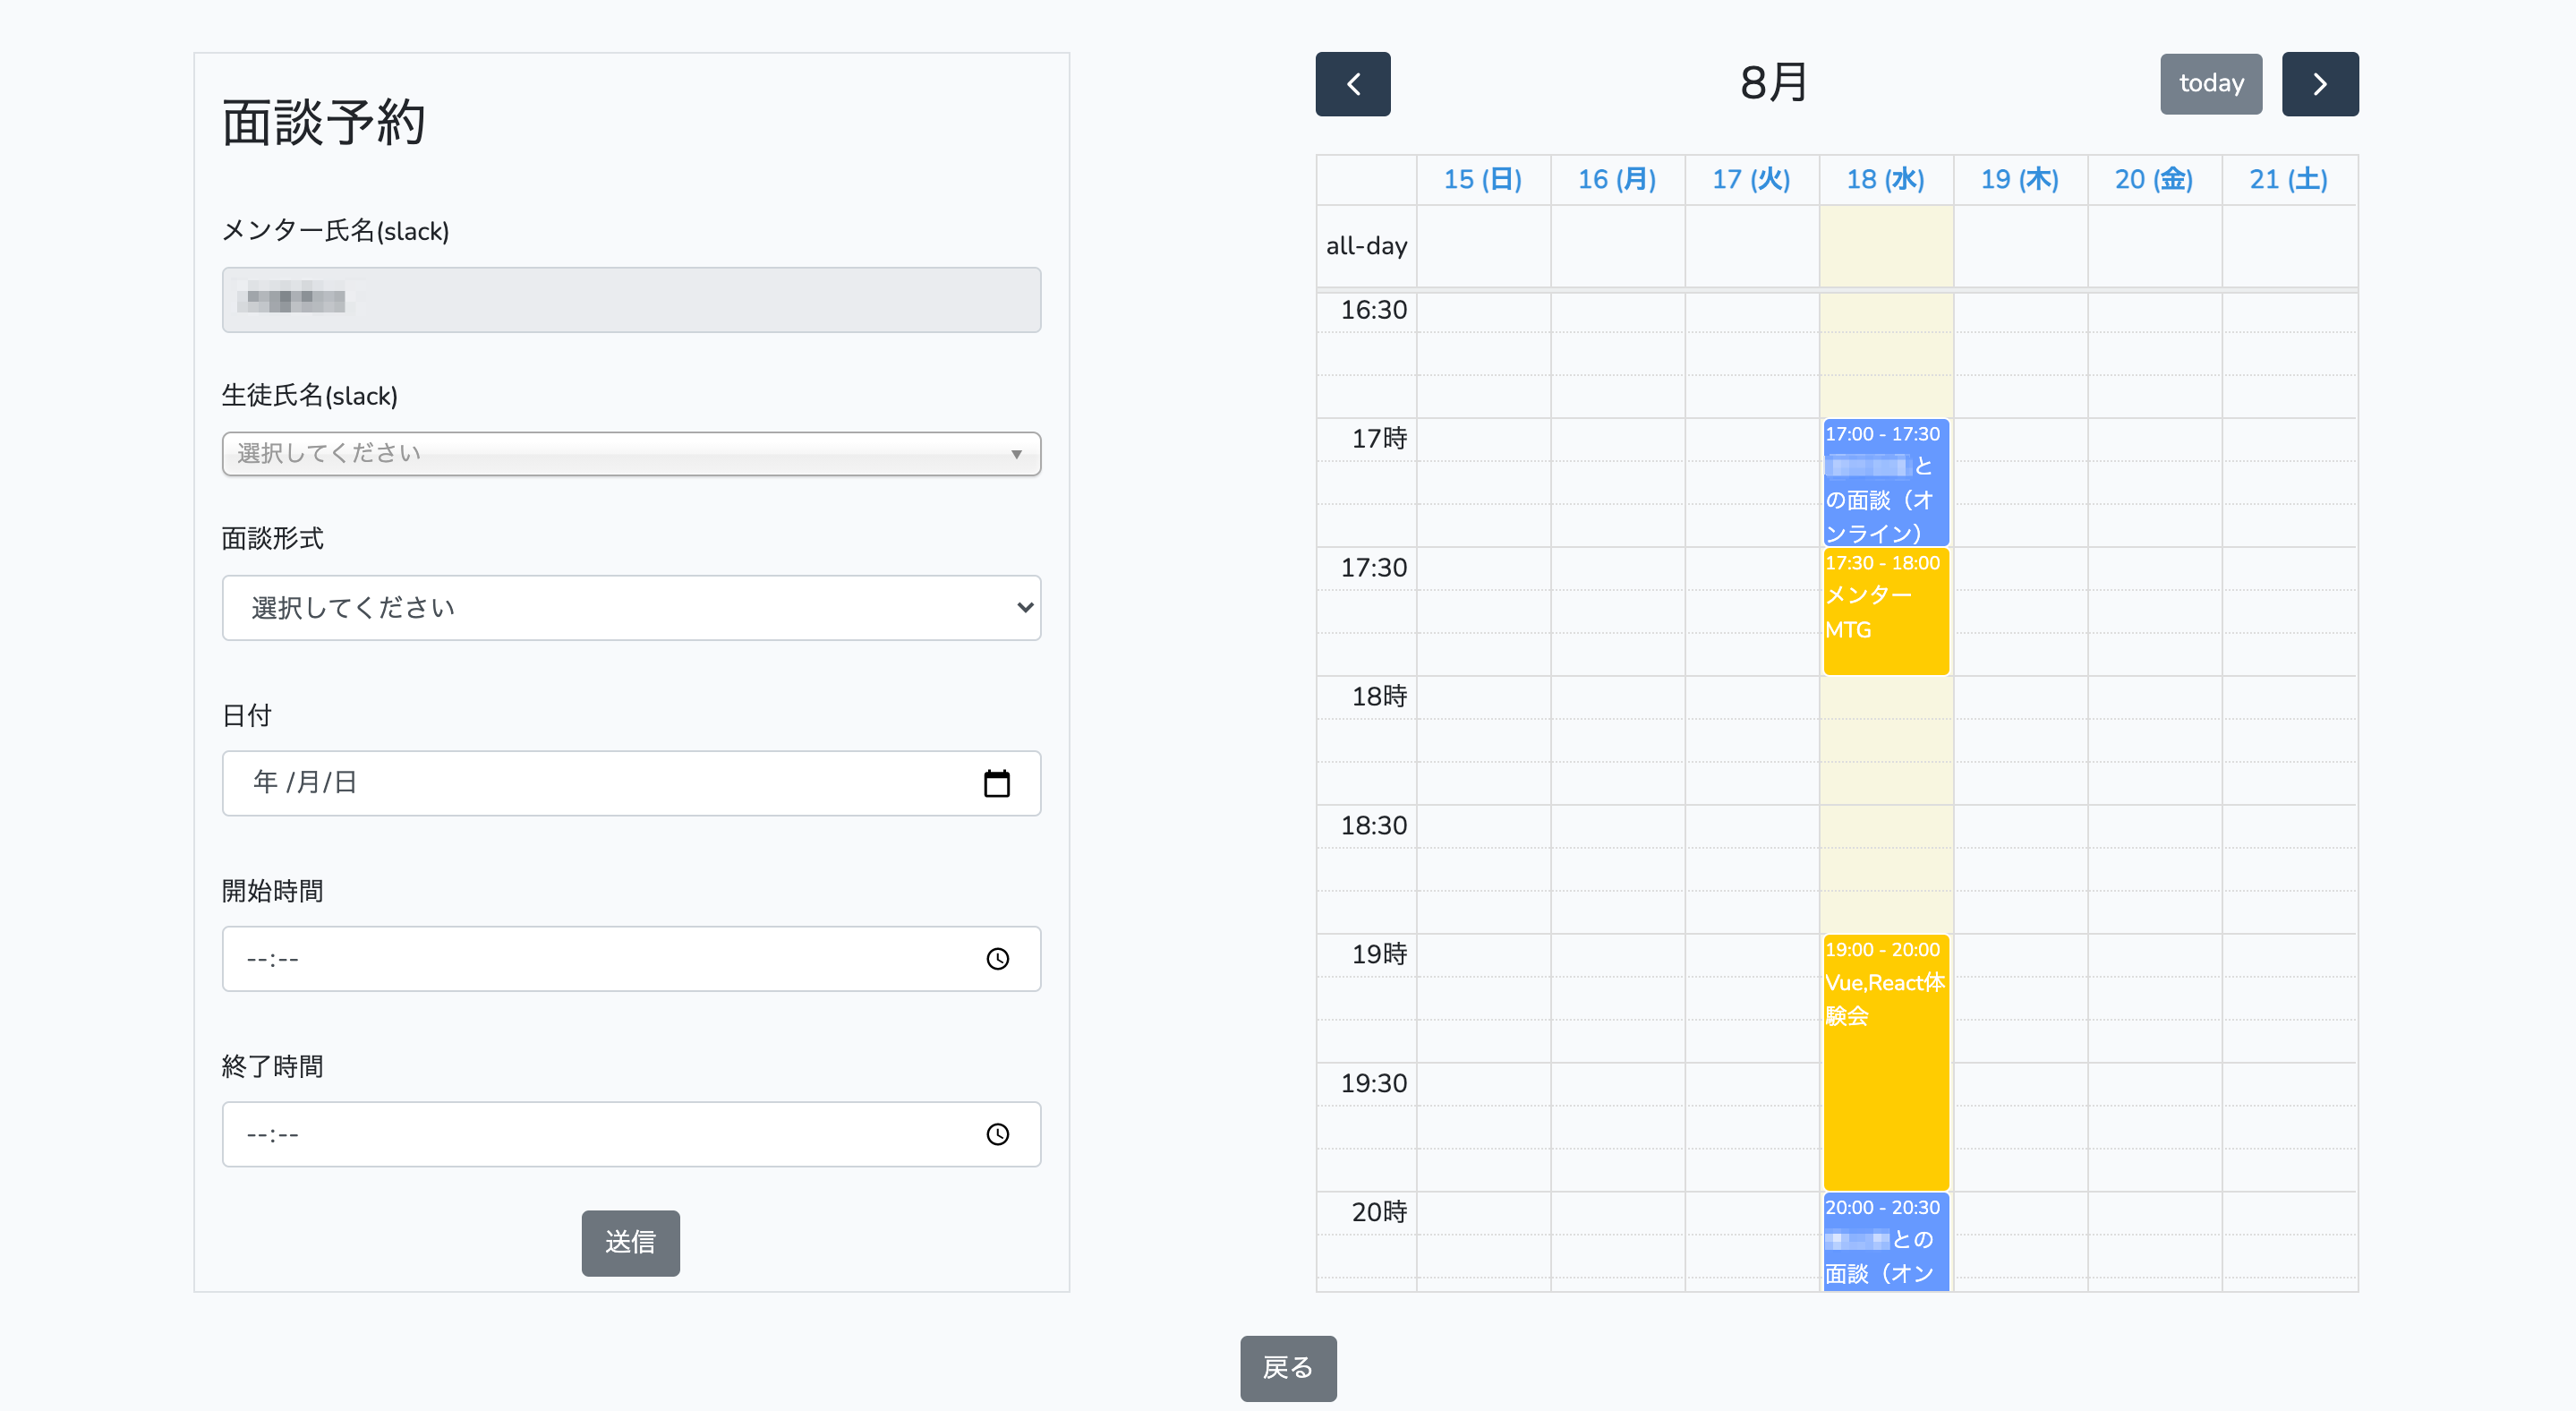 面談予約
メンター氏名(slack)
生徒氏名(slack)
選択してください
面談形式
選択してください
日付
年 /月/日
開始時間
--:--
終了時間
--:--
送信
8月
today
15 (日) 16 (月) 17 (火) 18 (水) 19 (木) 20 (金) 21 (土)
all-day
16:30
17時
17:00 - 17:30
と
の面談（オ
ンライン）
17:30
17:30 - 18:00
メンター
MTG
18時
18:30
19時
19:00 - 20:00
Vue,React体
験会
19:30
20時
20:00 - 20:30
との
面談（オン
戻る